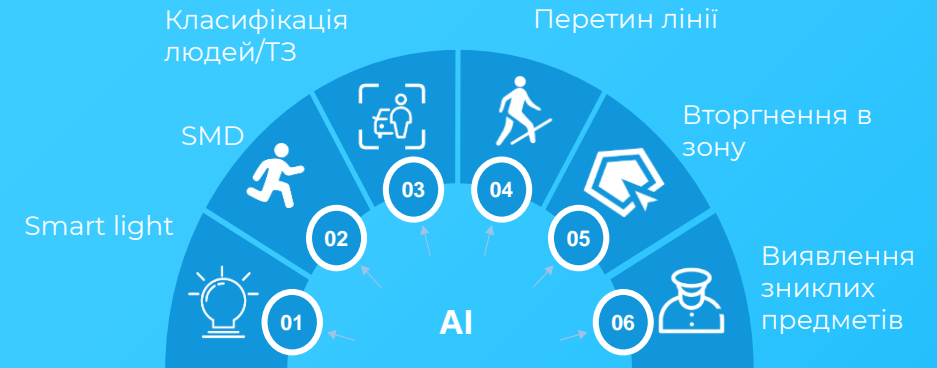 Класифікація
людей/ТЗ
Перетин лінії
SMD
Вторгнення в
зону
Smart light
Виявлення
зниклих
предметів
01
02
03
04
05
06
AI